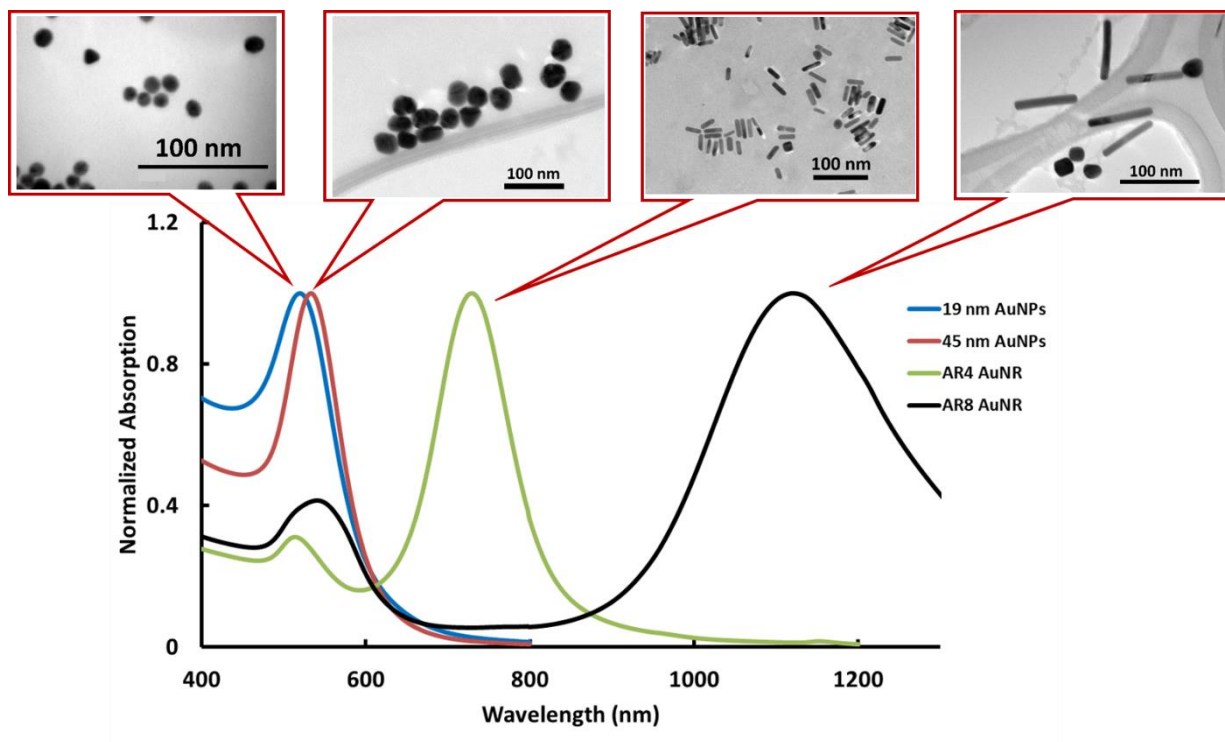 100 nm
100 nm
100 nm
100 nm
1.2
0.8
0.4
0
Normalized Absorption
19 nm AuNPs
45 nm AuNPs
AR4 AuNR
AR8 AuNR
400
600
800
1000
1200
Wavelength (nm)